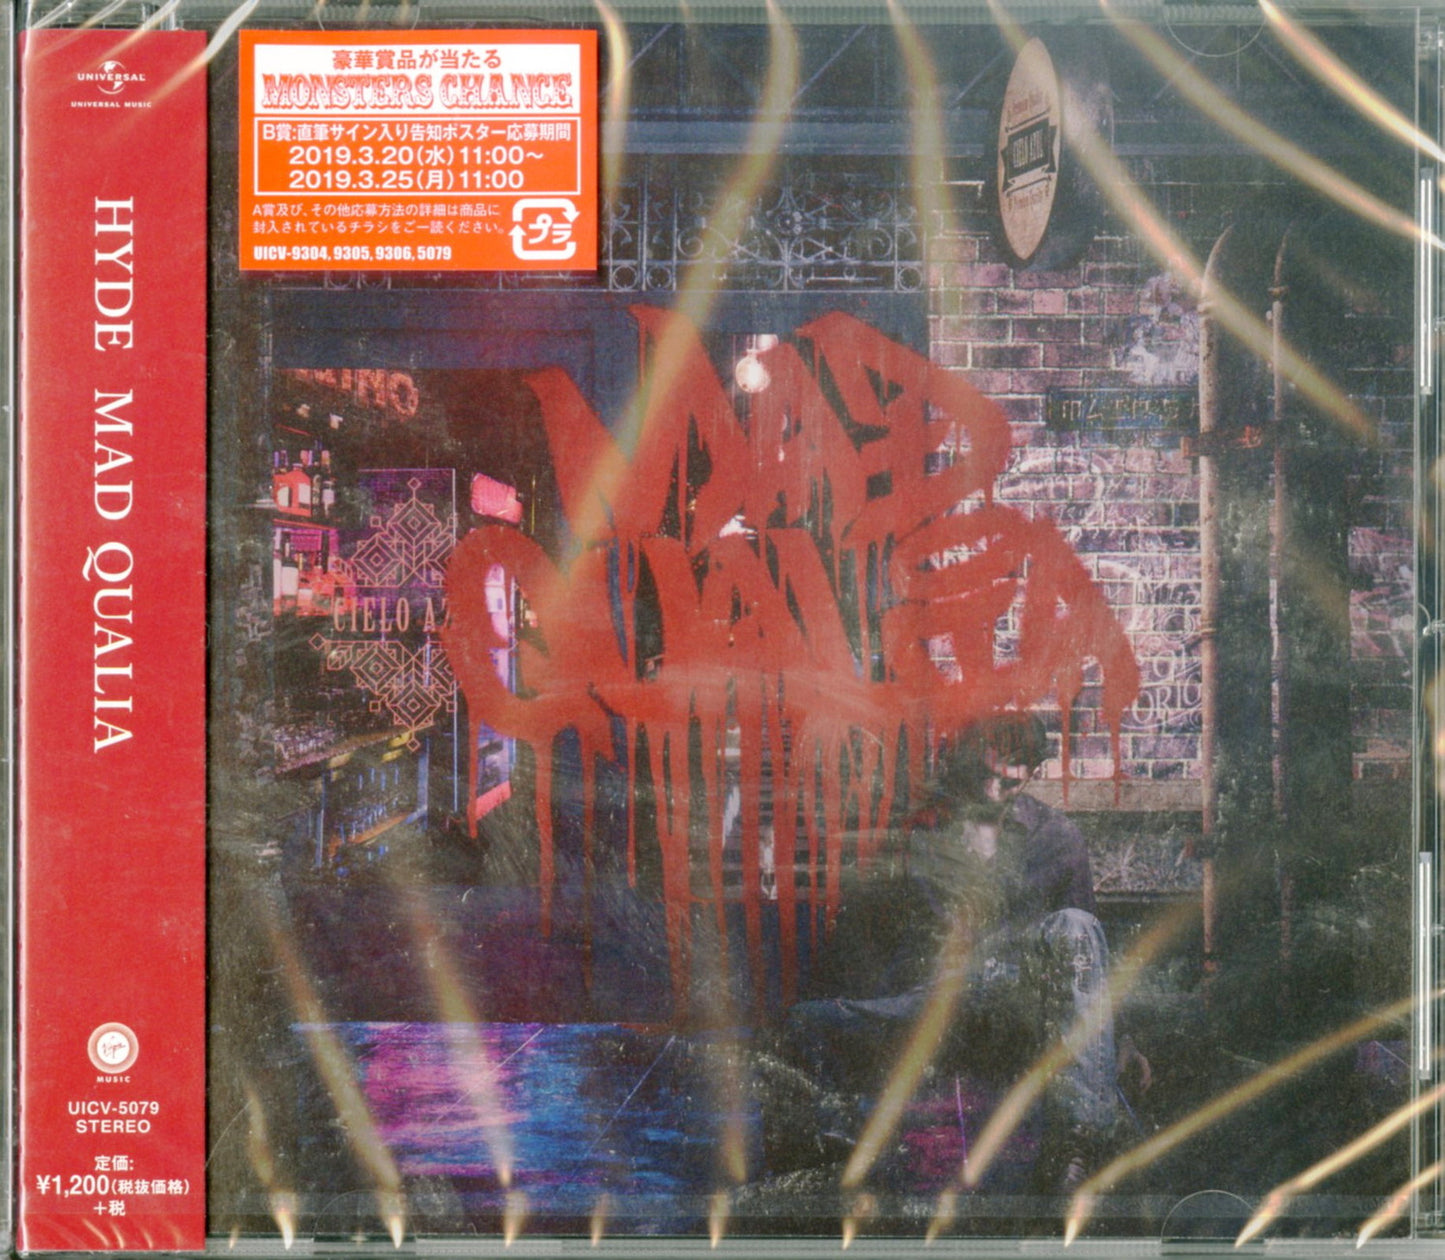 UNIVERSAL
UNIVERSAL MUSIC
HYDE MAD QUALIA
Virgin
MUSIC
UICV-5079
STEREO
定価:
¥1,200(税抜価格)
+税
豪華賞品が当たる
MONSTERS CHANCE
B賞:直筆サイン入り告知ポスター応募期間
2019.3.20(水)11:00〜
2019.3.25(月)11:00
A賞及び、その他応募方法の詳細は商品に
封入されているチラシをご一読ください。
プラ
UICV-9304, 9305, 9306, 5079
CIELO AZUL
MAD
QUALIA
CIELO AZ